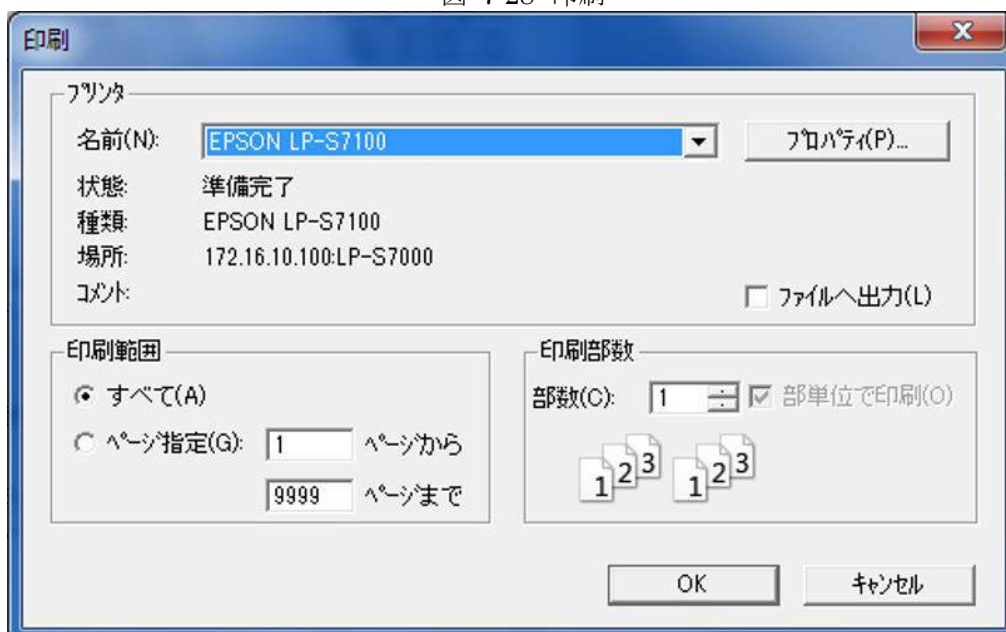 印刷
プリンタ
名前(N): EPSON LP-S7100 プロパティ(P)...
状態: 準備完了
種類: EPSON LP-S7100
場所: 172.16.10.100:LP-S7000
コメント: ファイルへ出力(L)
印刷範囲
すべて(A)
ページ指定(G): 1 ページから
9999 ページまで
印刷部数
部数(C): 1 部単位で印刷(O)
1 2 3 1 2 3
OK キャンセル